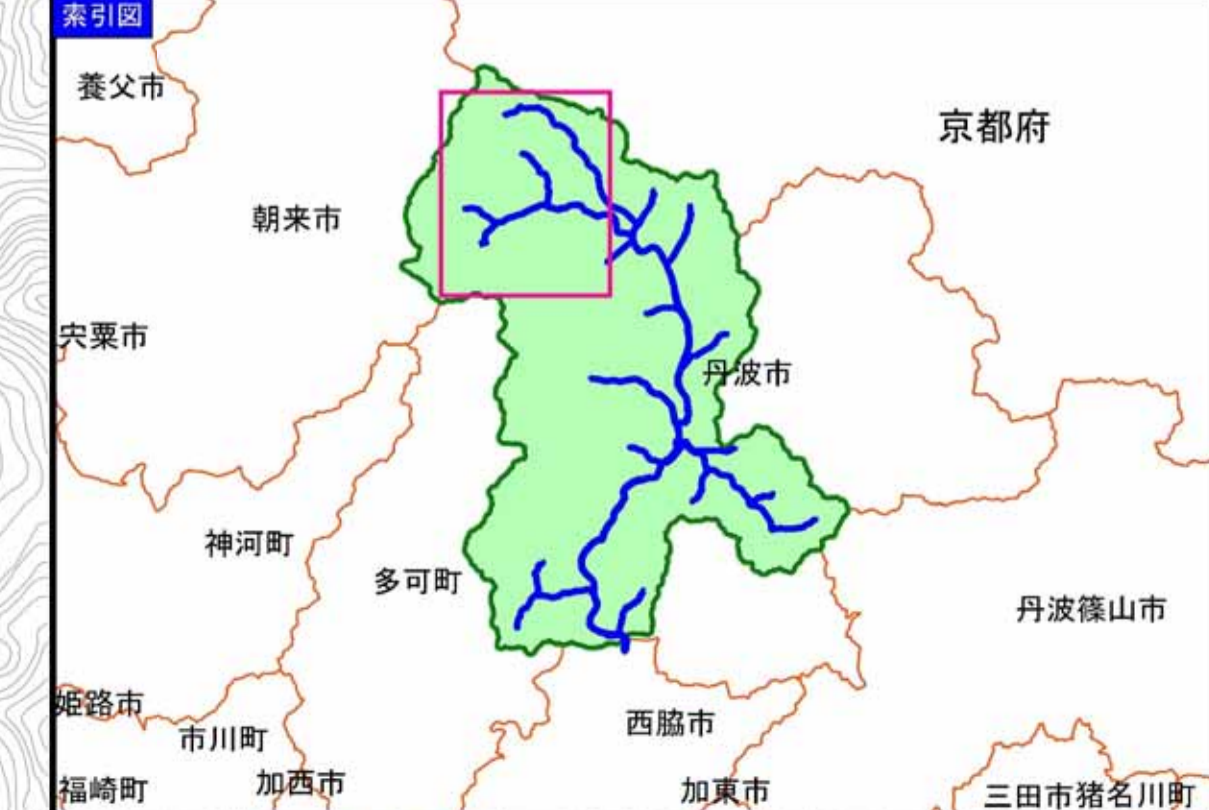 索引図
養父市
京都府
朝来市
宍粟市
丹波市
神河町
多可町
丹波篠山市
姫路市
西脇市
市川町
加西市
福崎町
加東市
三田市
猪名川町